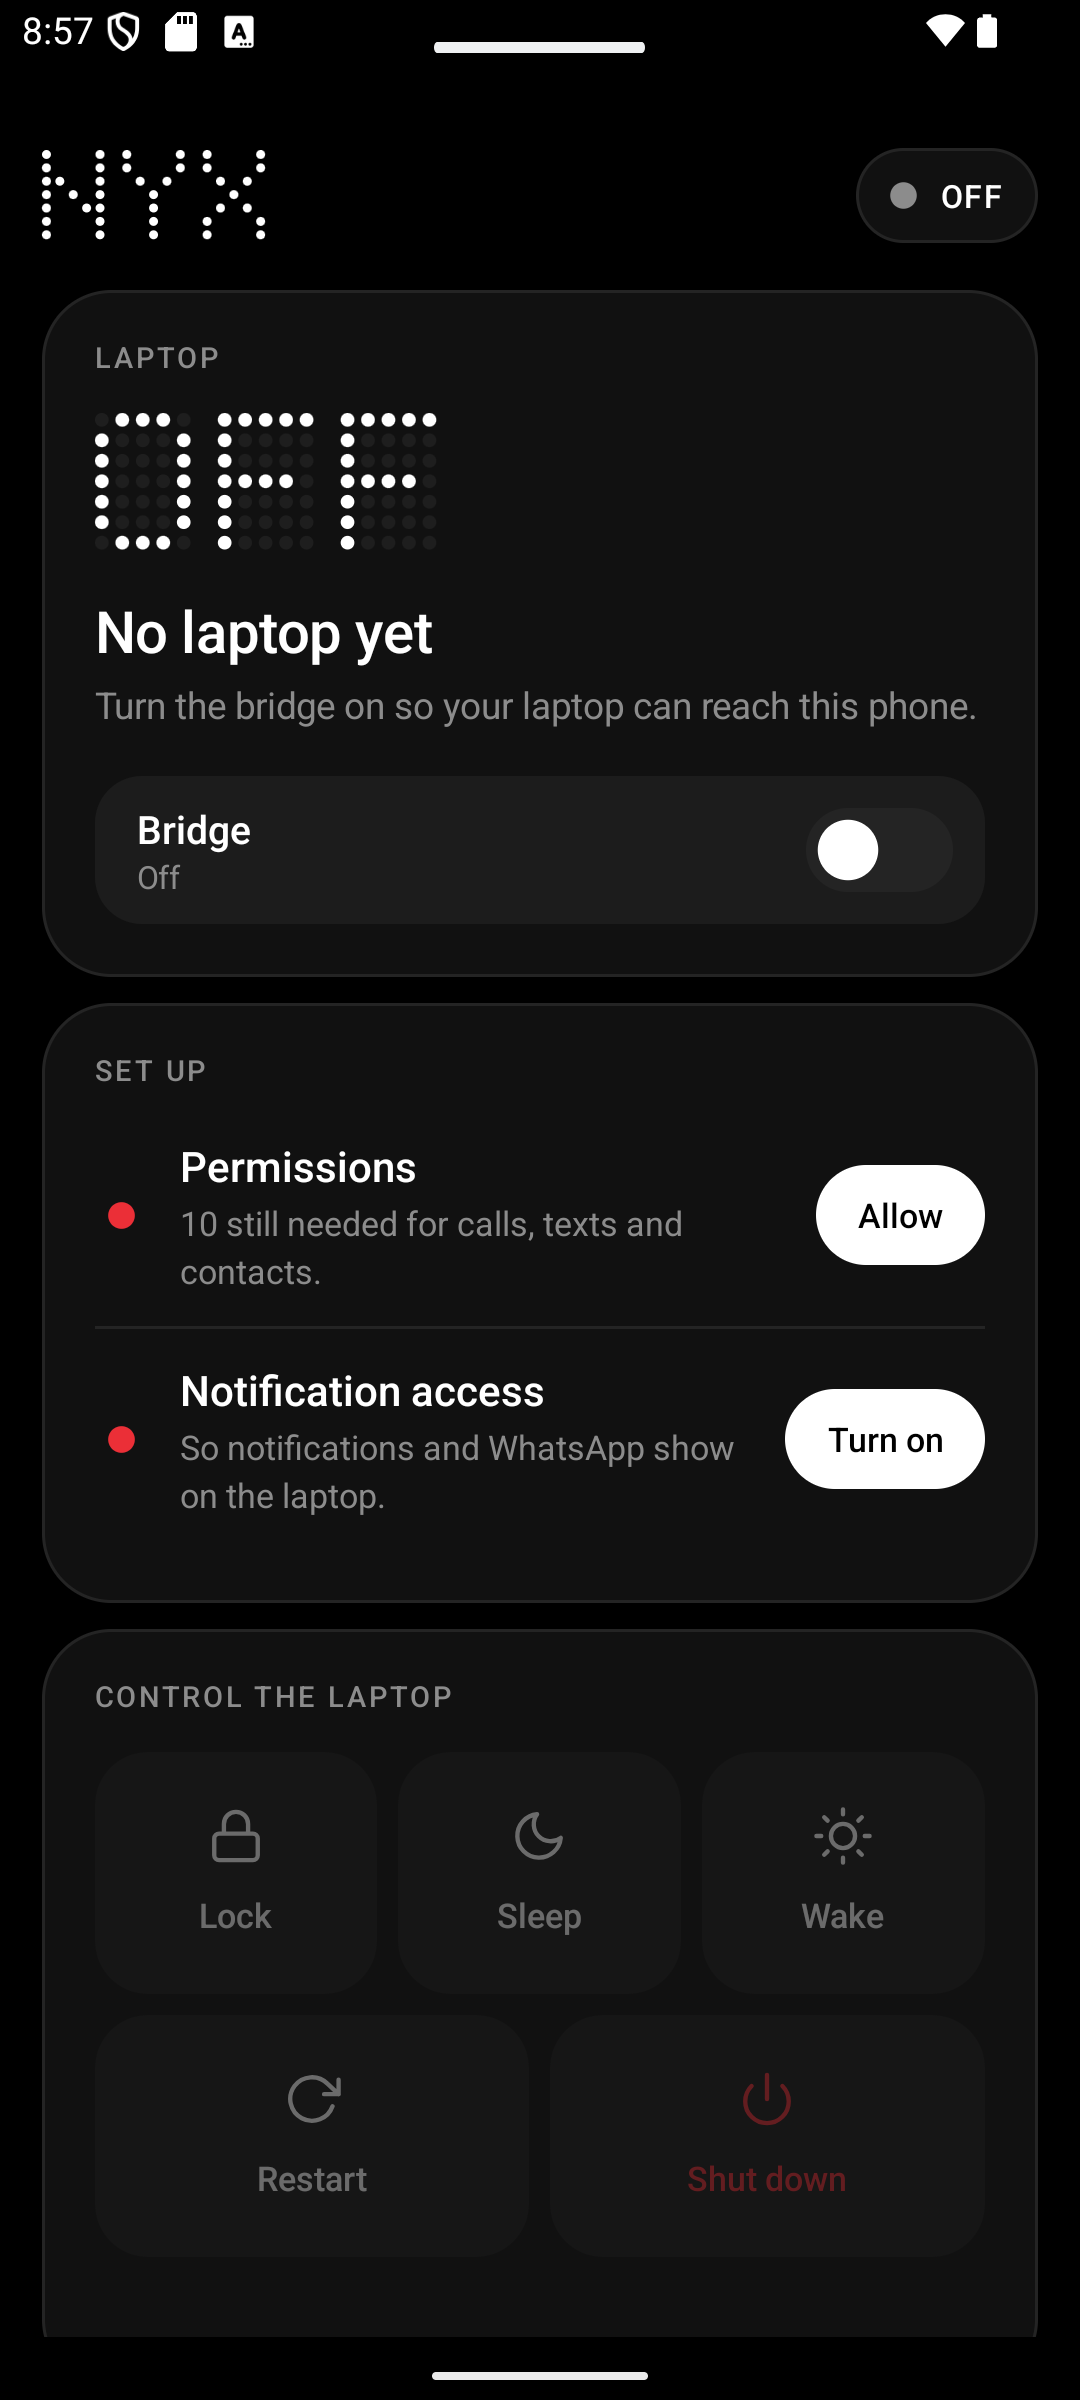 8:57
NYX
OFF
LAPTOP
OFF
No laptop yet
Turn the bridge on so your laptop can reach this phone.
Bridge
Off
SET UP
Permissions
10 still needed for calls, texts and
contacts.
Allow
Notification access
So notifications and WhatsApp show
on the laptop.
Turn on
CONTROL THE LAPTOP
Lock
Sleep
Wake
Restart
Shut down